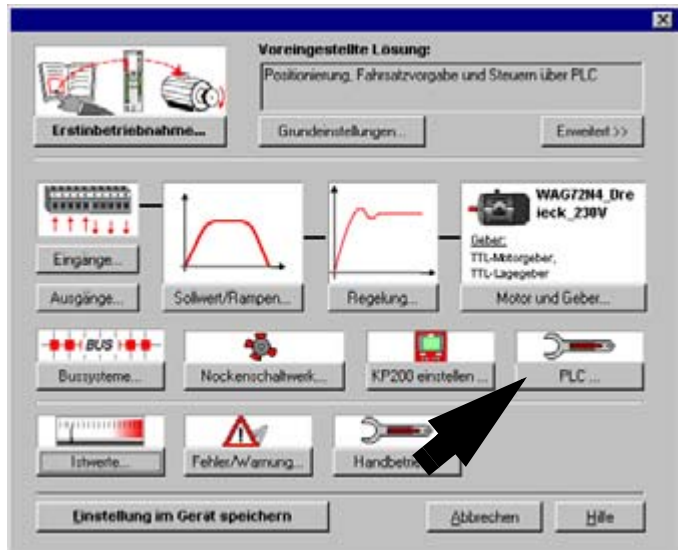 Voreingestellte Lösung:
Positionierung, Fahrsatzvorgabe und Steuern über PLC
Erstinbetriebnahme...
Grundeinstellungen...
Erweitert >>
WAG72N4_Dre
ieck_230V
Geber:
TTL-Motorgeber,
TTL-Lagegeber
Eingänge...
Ausgänge...
Sollwert/Rampen...
Regelung...
Motor und Geber...
BUS
Bussysteme...
Nockenschaltwerk...
KP200 einstellen ...
PLC ...
Istwerte...
Fehler/Warnung...
Einstellung im Gerät speichern
Abbrechen
Hilfe